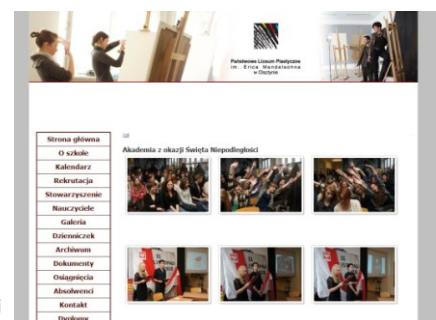 Państwowe Liceum Plastyczne
im. Erica Mendelsohna
w Olsztynie
Strona główna
O szkole
Kalendarz
Rekrutacja
Stowarzyszenie
Nauczyciele
Galeria
Dzienniczek
Archiwum
Dokumenty
Osiągnięcia
Absolwenci
Kontakt
Dyplomy
Akademia z okazji Święta Niepodległości